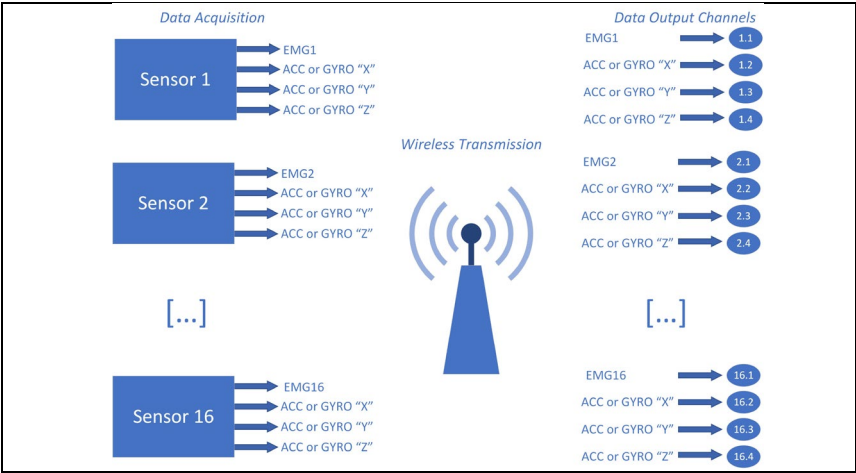 Data Acquisition
Data Output Channels
Sensor 1
EMG1
ACC or GYRO “X”
ACC or GYRO “Y”
ACC or GYRO “Z”
EMG1 1.1
ACC or GYRO “X” 1.2
ACC or GYRO “Y” 1.3
ACC or GYRO “Z” 1.4
Wireless Transmission
Sensor 2
EMG2
ACC or GYRO “X”
ACC or GYRO “Y”
ACC or GYRO “Z”
EMG2 2.1
ACC or GYRO “X” 2.2
ACC or GYRO “Y” 2.3
ACC or GYRO “Z” 2.4
[...]
[...]
Sensor 16
EMG16
ACC or GYRO “X”
ACC or GYRO “Y”
ACC or GYRO “Z”
EMG16 16.1
ACC or GYRO “X” 16.2
ACC or GYRO “Y” 16.3
ACC or GYRO “Z” 16.4